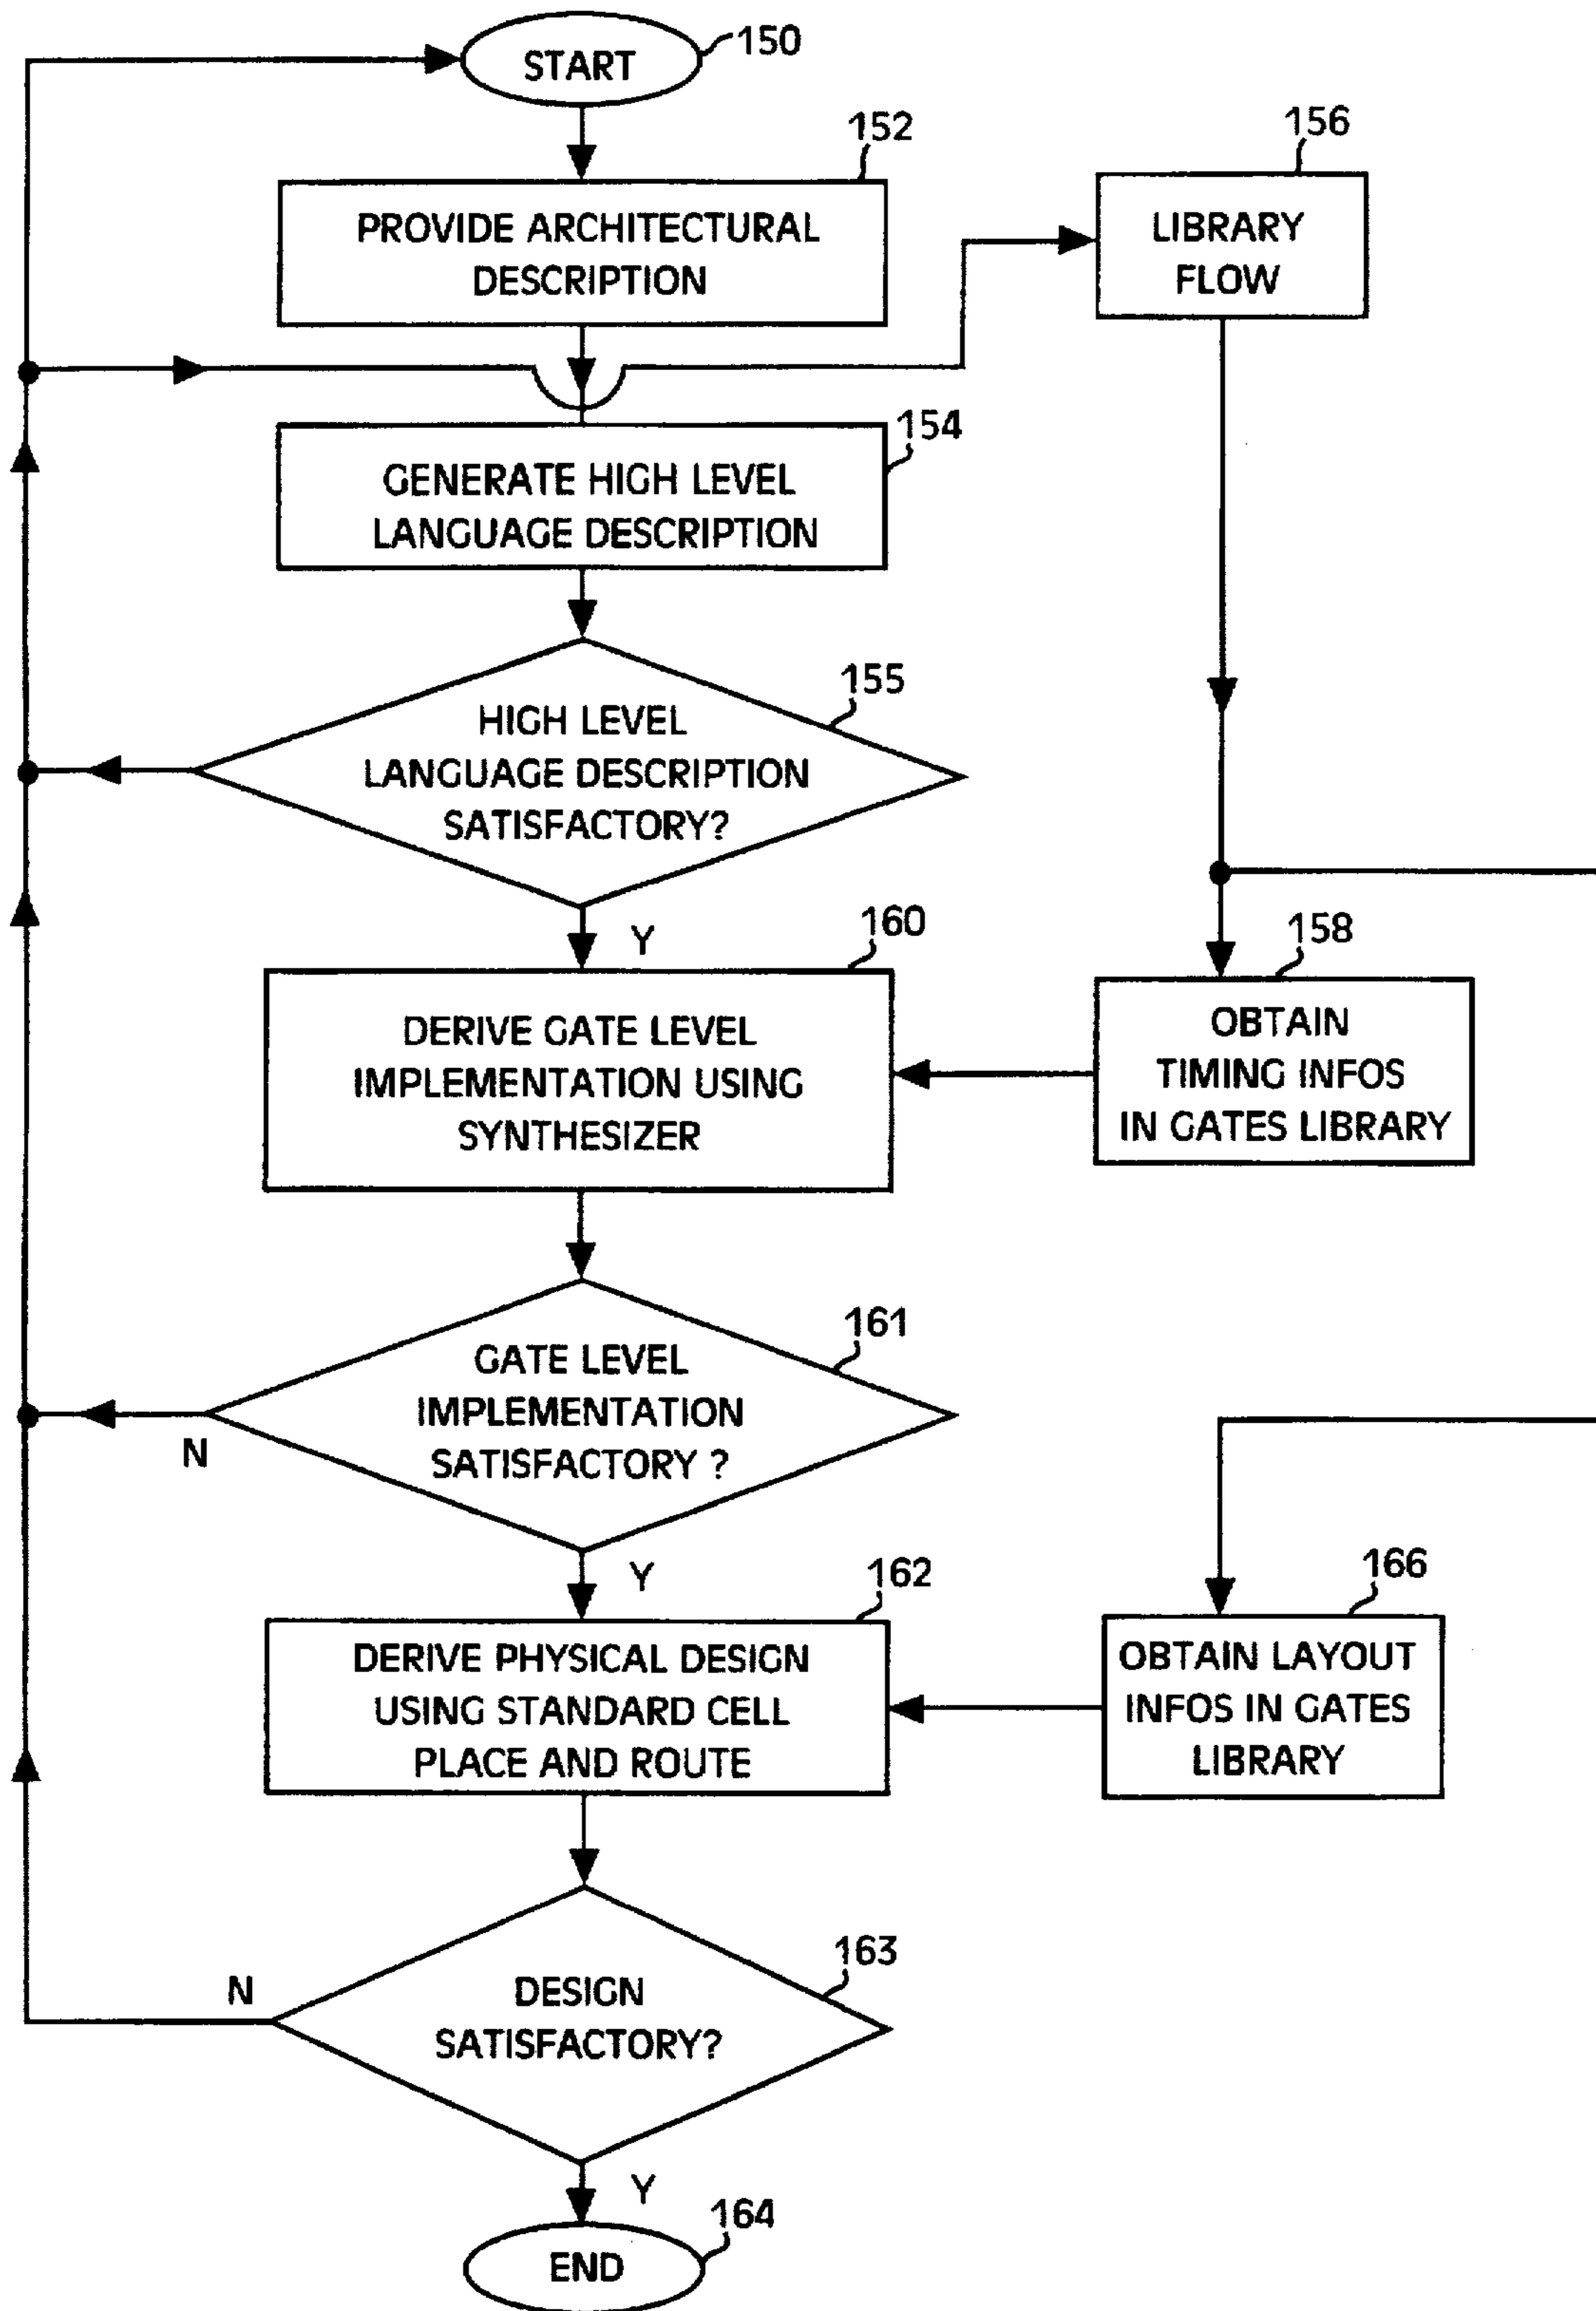 START
150
152
PROVIDE ARCHITECTURAL
DESCRIPTION
156
LIBRARY
FLOW
154
GENERATE HIGH LEVEL
LANGUAGE DESCRIPTION
155
HIGH LEVEL
LANGUAGE DESCRIPTION
SATISFACTORY?
Y
160
DERIVE GATE LEVEL
IMPLEMENTATION USING
SYNTHESIZER
158
OBTAIN
TIMING INFOS
IN GATES LIBRARY
161
GATE LEVEL
IMPLEMENTATION
SATISFACTORY ?
N
Y
162
DERIVE PHYSICAL DESIGN
USING STANDARD CELL
PLACE AND ROUTE
166
OBTAIN LAYOUT
INFOS IN GATES
LIBRARY
163
N
DESIGN
SATISFACTORY?
Y
164
END